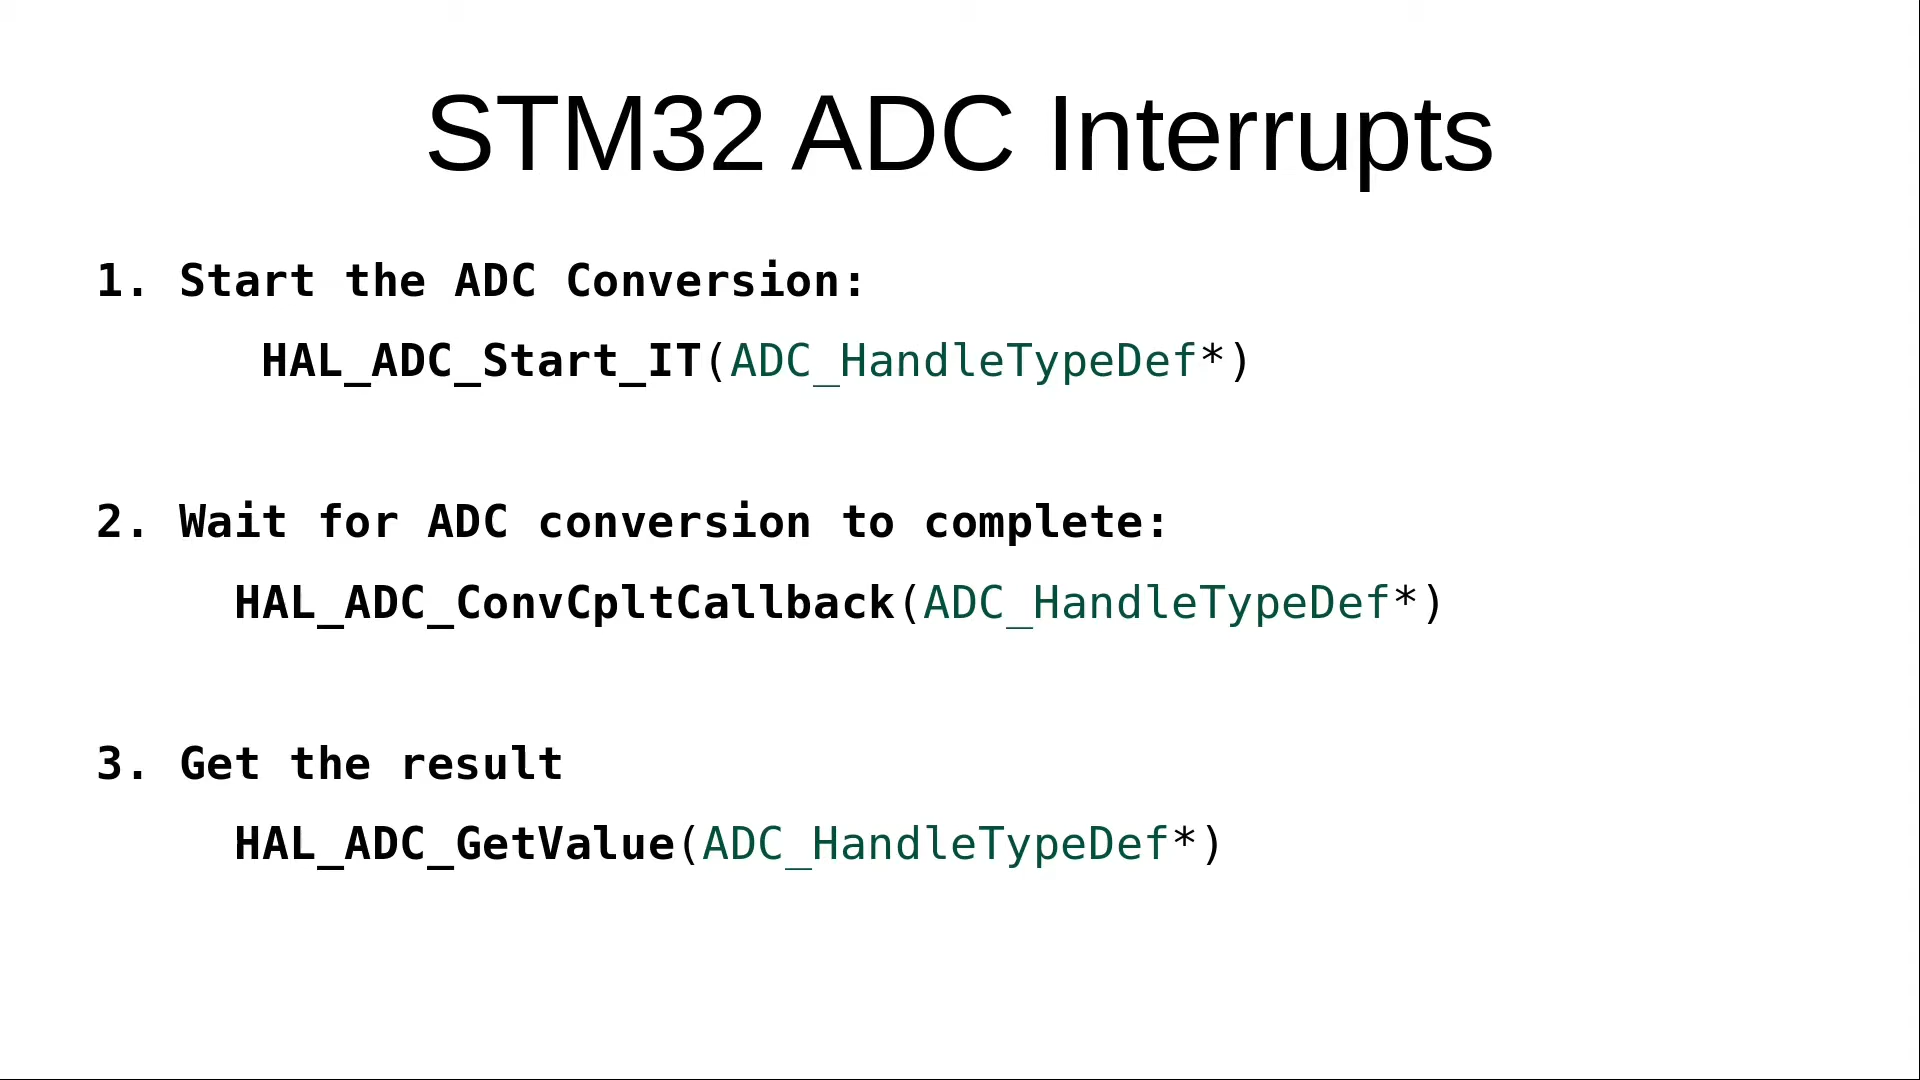 STM32 ADC Interrupts
1. Start the ADC Conversion:
HAL_ADC_Start_IT(ADC_HandleTypeDef*)
2. Wait for ADC conversion to complete:
HAL_ADC_ConvCpltCallback(ADC_HandleTypeDef*)
3. Get the result
HAL_ADC_GetValue(ADC_HandleTypeDef*)